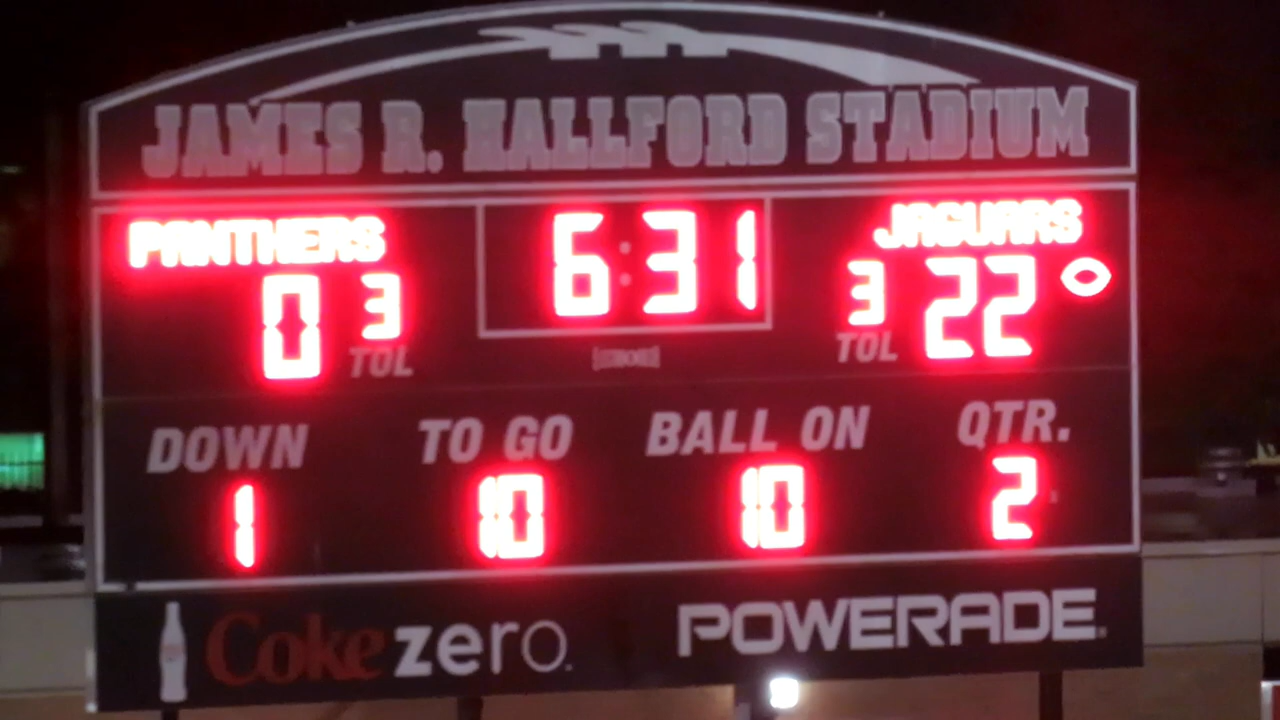 JAMES R. HALLFORD STADIUM
PANTHERS 6:31 JAGUARS
0 3 3 22
TOL TOL
DOWN TO GO BALL ON QTR.
1 10 10 2
Coke zero. POWERADE